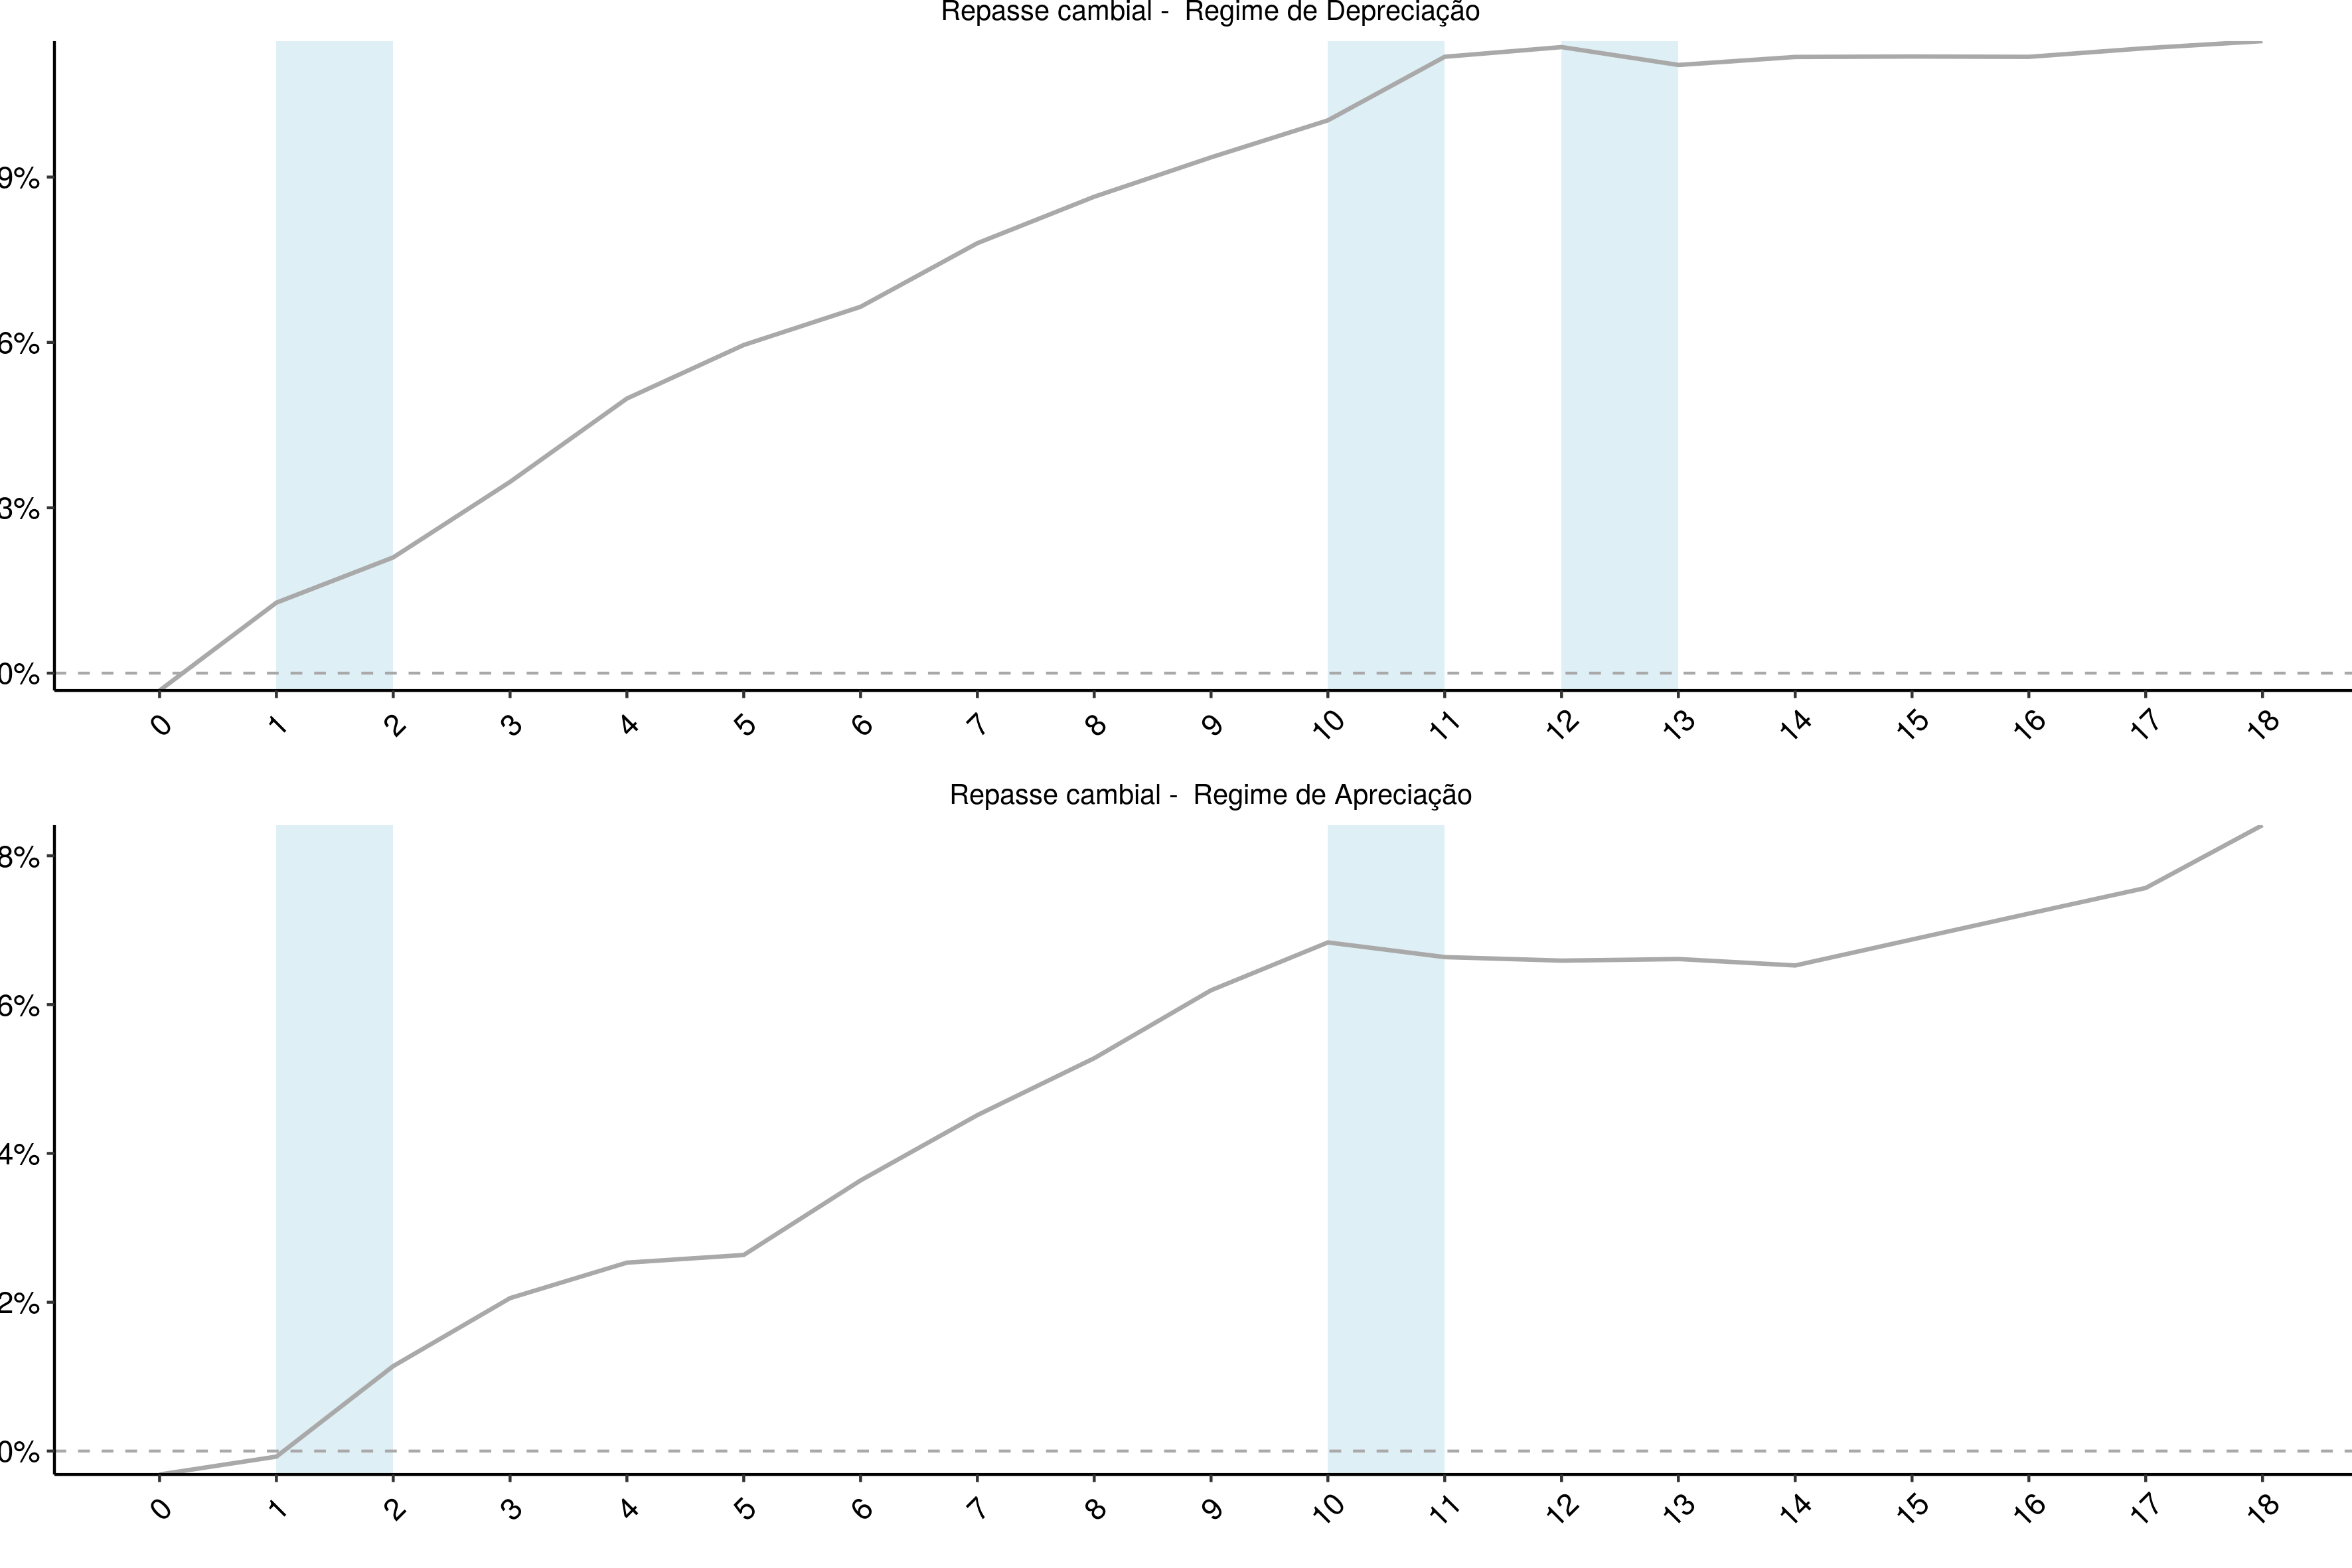 Repasse cambial - Regime de Depreciação
9%
6%
3%
0%
0 1 2 3 4 5 6 7 8 9 10 11 12 13 14 15 16 17 18
Repasse cambial - Regime de Apreciação
8%
6%
4%
2%
0%
0 1 2 3 4 5 6 7 8 9 10 11 12 13 14 15 16 17 18